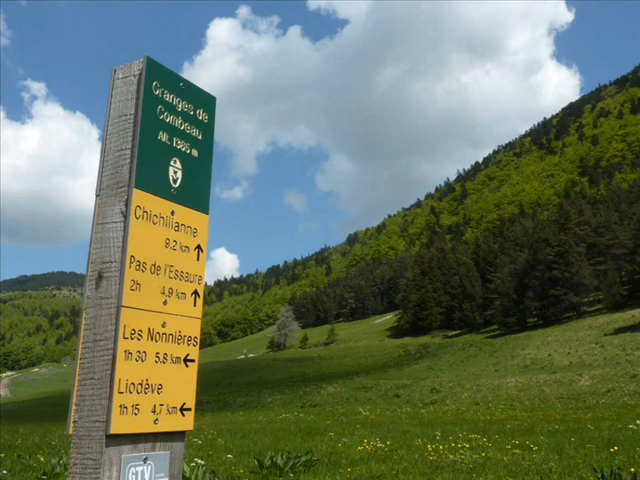 Granges de
Combeau
Alt. 1365 m
Chichilianne
9.2 km ↑
Pas de l'Essaure
2h 4.9 km ↑
Les Nonnières
1h 30 5.8 km ←
Liodève
1h 15 4.7 km ←
GTV